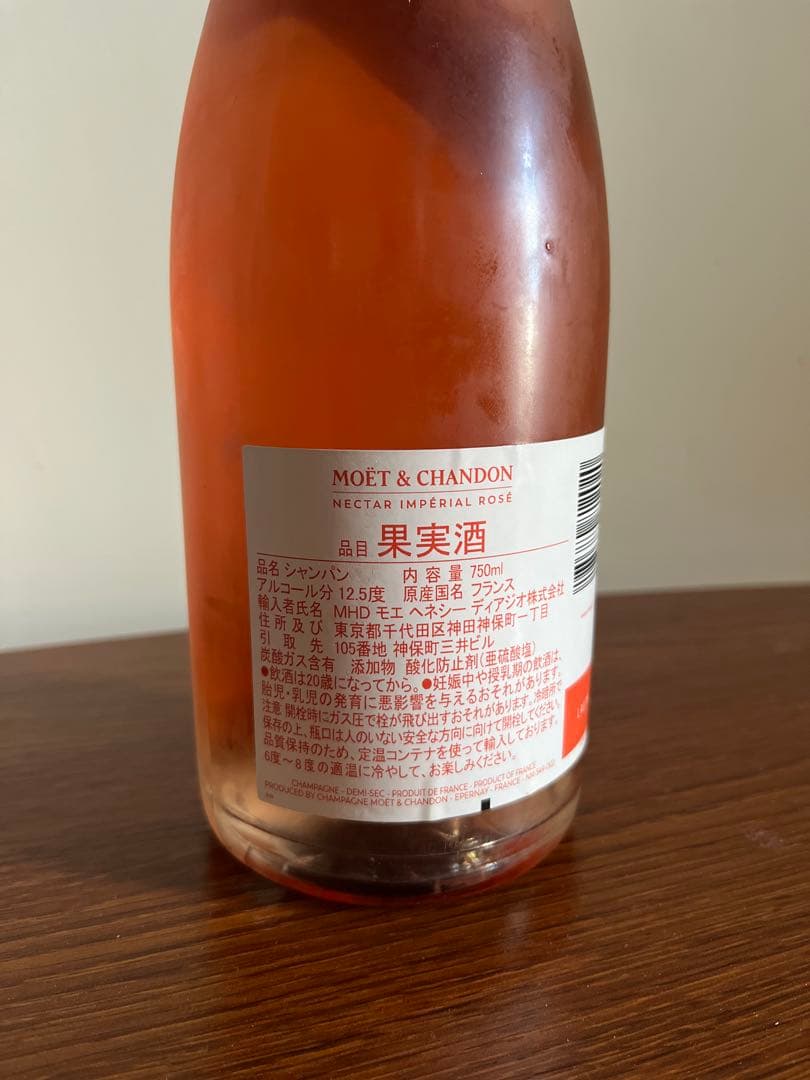 MOËT & CHANDON
NECTAR IMPÉRIAL ROSÉ
品目 果実酒
品名 シャンパン 内容量 750ml
アルコール分 12.5度 原産国名 フランス
輸入者氏名 MHD モエ ヘネシー ディアジオ株式会社
住所及び 東京都千代田区神田神保町一丁目
引取先 105番地 神保町三井ビル
炭酸ガス含有 添加物 酸化防止剤(亜硫酸塩)
●飲酒は20歳になってから。●妊娠中や授乳期の飲酒は、
胎児・乳児の発育に悪影響を与えるおそれがあります。
注意 開栓時にガス圧で栓が飛び出すおそれがあります。冷暗所で
保存の上、瓶口は人のいない安全な方向に向けて開栓してください。
品質保持のため、定温コンテナを使って輸入しております。
6度～8度の適温に冷やして、お楽しみください。
CHAMPAGNE - DEMI-SEC - PRODUIT DE FRANCE - PRODUCT OF FRANCE
PRODUCED BY CHAMPAGNE MOËT & CHANDON - EPERNAY - FRANCE -